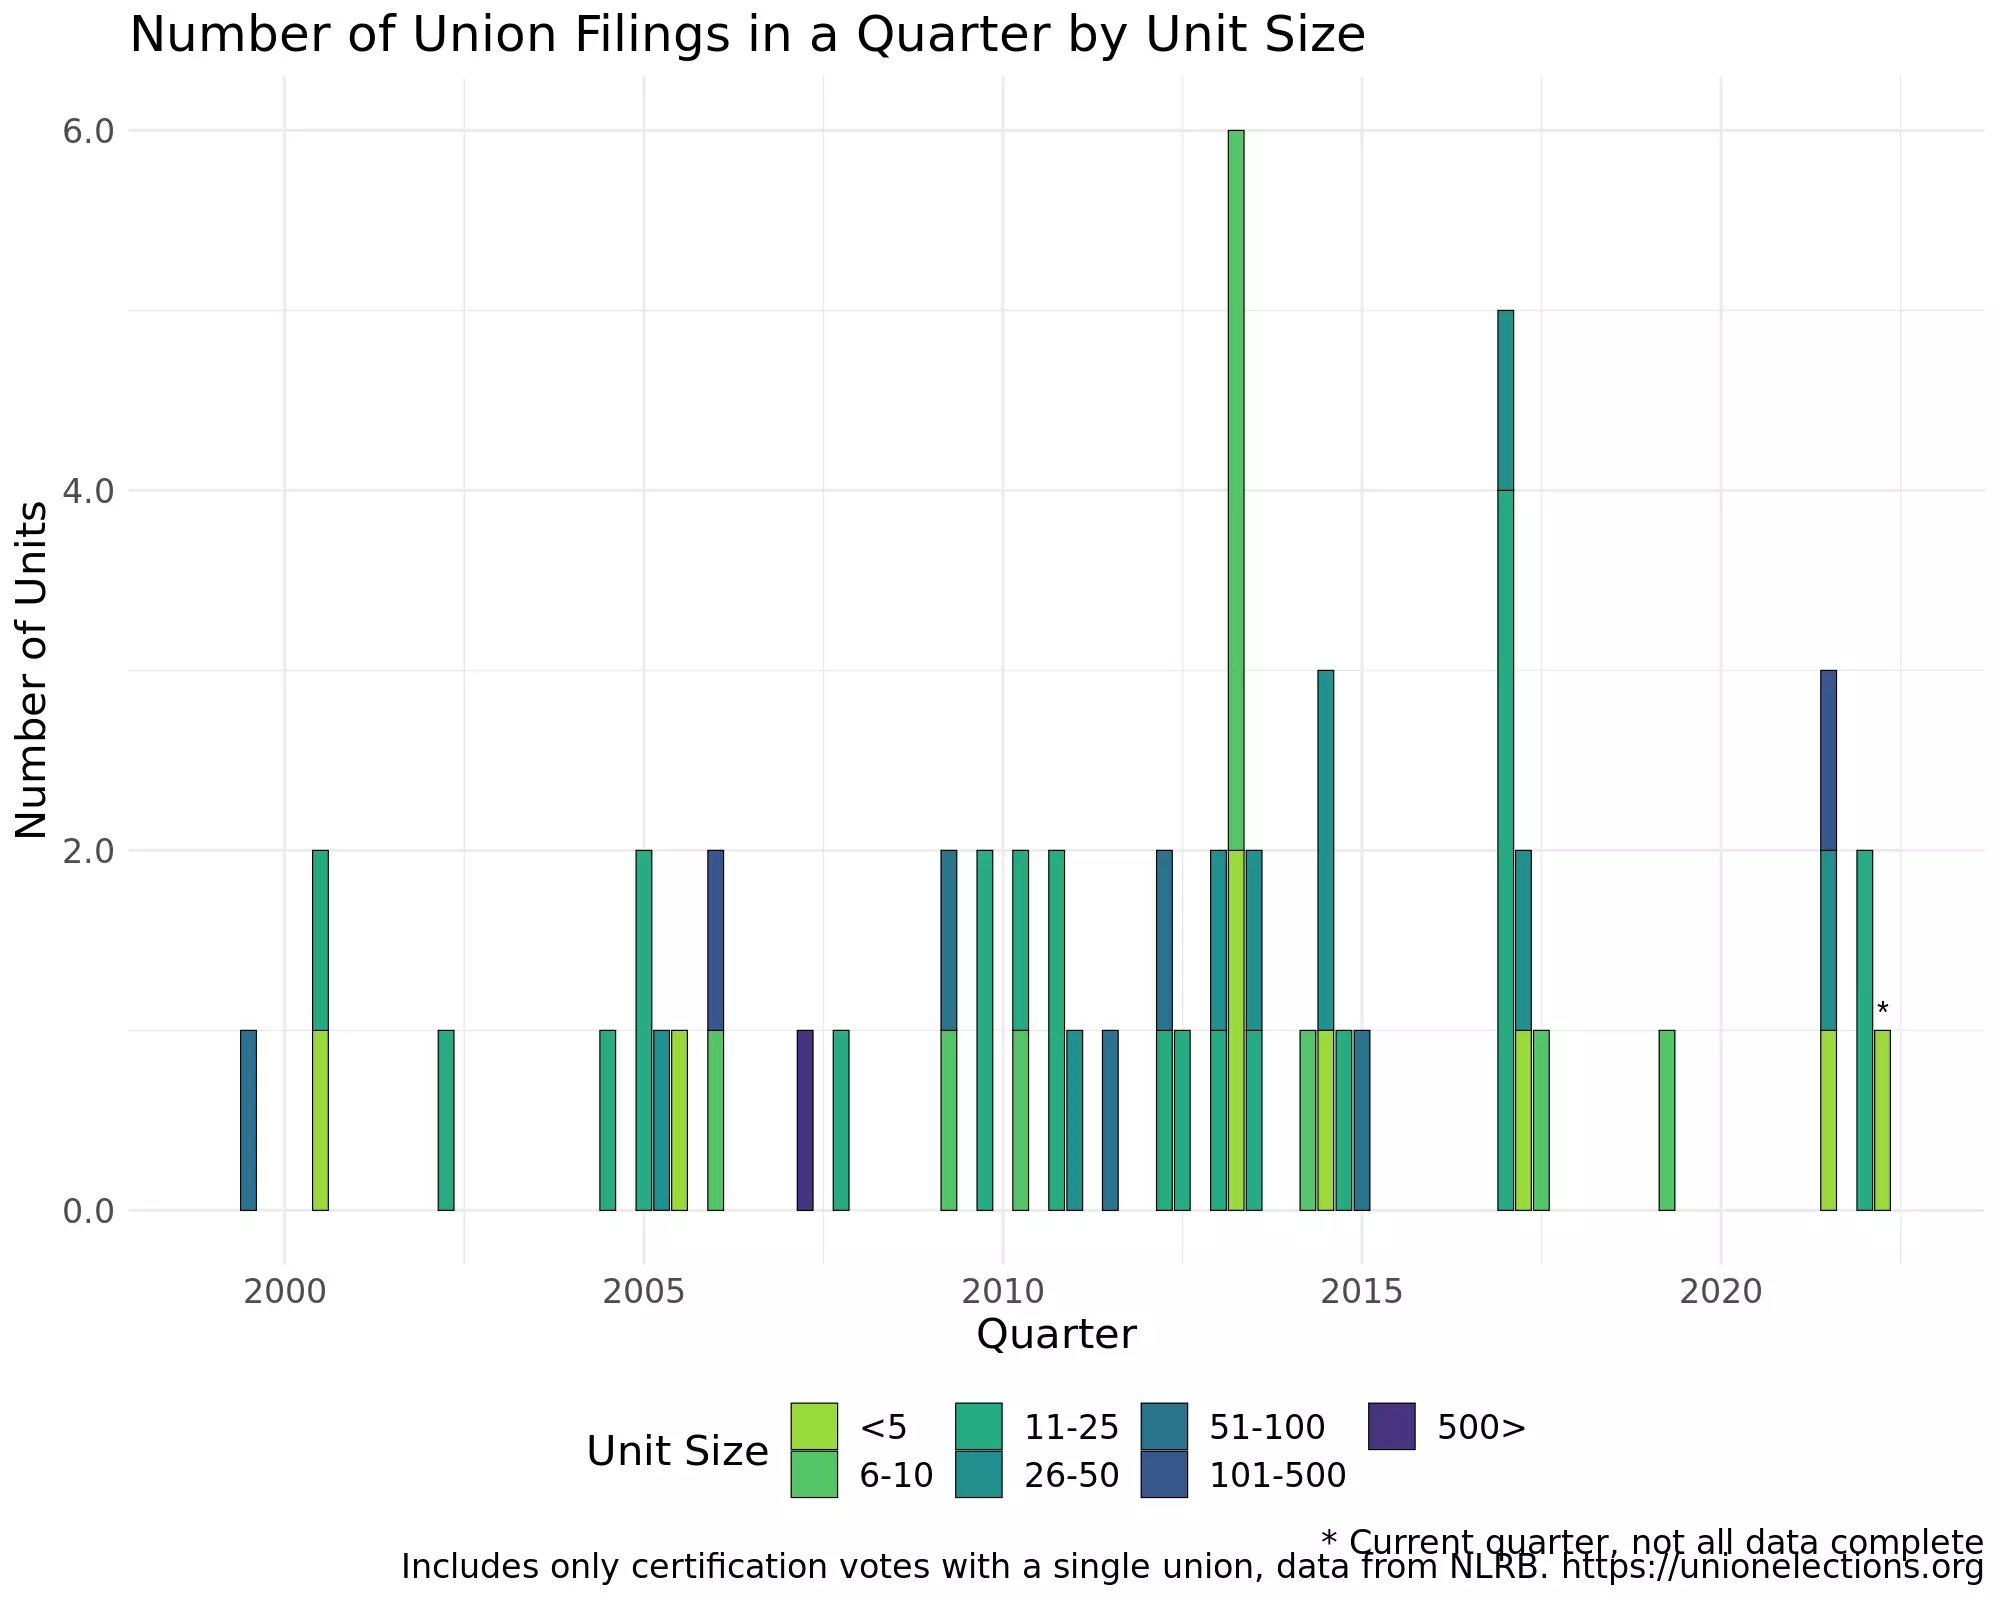 Number of Union Filings in a Quarter by Unit Size
6.0
4.0
2.0
0.0
Number of Units
*
2000 2005 2010 2015 2020
Quarter
Unit Size
<5 11-25 51-100 500>
6-10 26-50 101-500
* Current quarter, not all data complete
Includes only certification votes with a single union, data from NLRB. https://unionelections.org